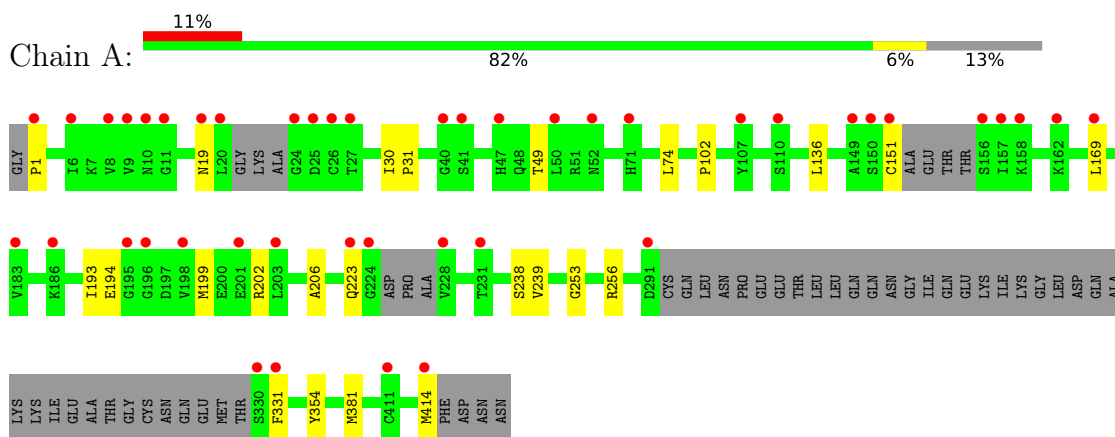 11%
Chain A:
82% 6% 13%
GLY P1 I6 K7 V8 V9 N10 G11 N19 L20 GLY LYS ALA G24 D25 C26 T27 I30 P31 G40 S41 H47 Q48 T49 L50 R51 N52 H71 L74 P102 Y107 S110 L136 A149 S150 C151 ALA GLU THR THR S156 I157 K158 K162 L169
V183 K186 I193 E194 G195 G196 D197 V198 M199 E200 E201 R202 L203 A206 Q223 G224 ASP PRO ALA V228 T231 S238 V239 G253 R256 D291 CYS GLN LEU ASN PRO GLU GLU THR LEU LEU GLN GLN ASN GLY ILE GLN GLU LYS ILE LYS GLY LEU ASP GLN ALA
LYS LYS ILE GLU ALA THR GLY CYS ASN GLN GLU MET THR S330 F331 Y354 M381 C411 M414 PHE ASP ASN ASN